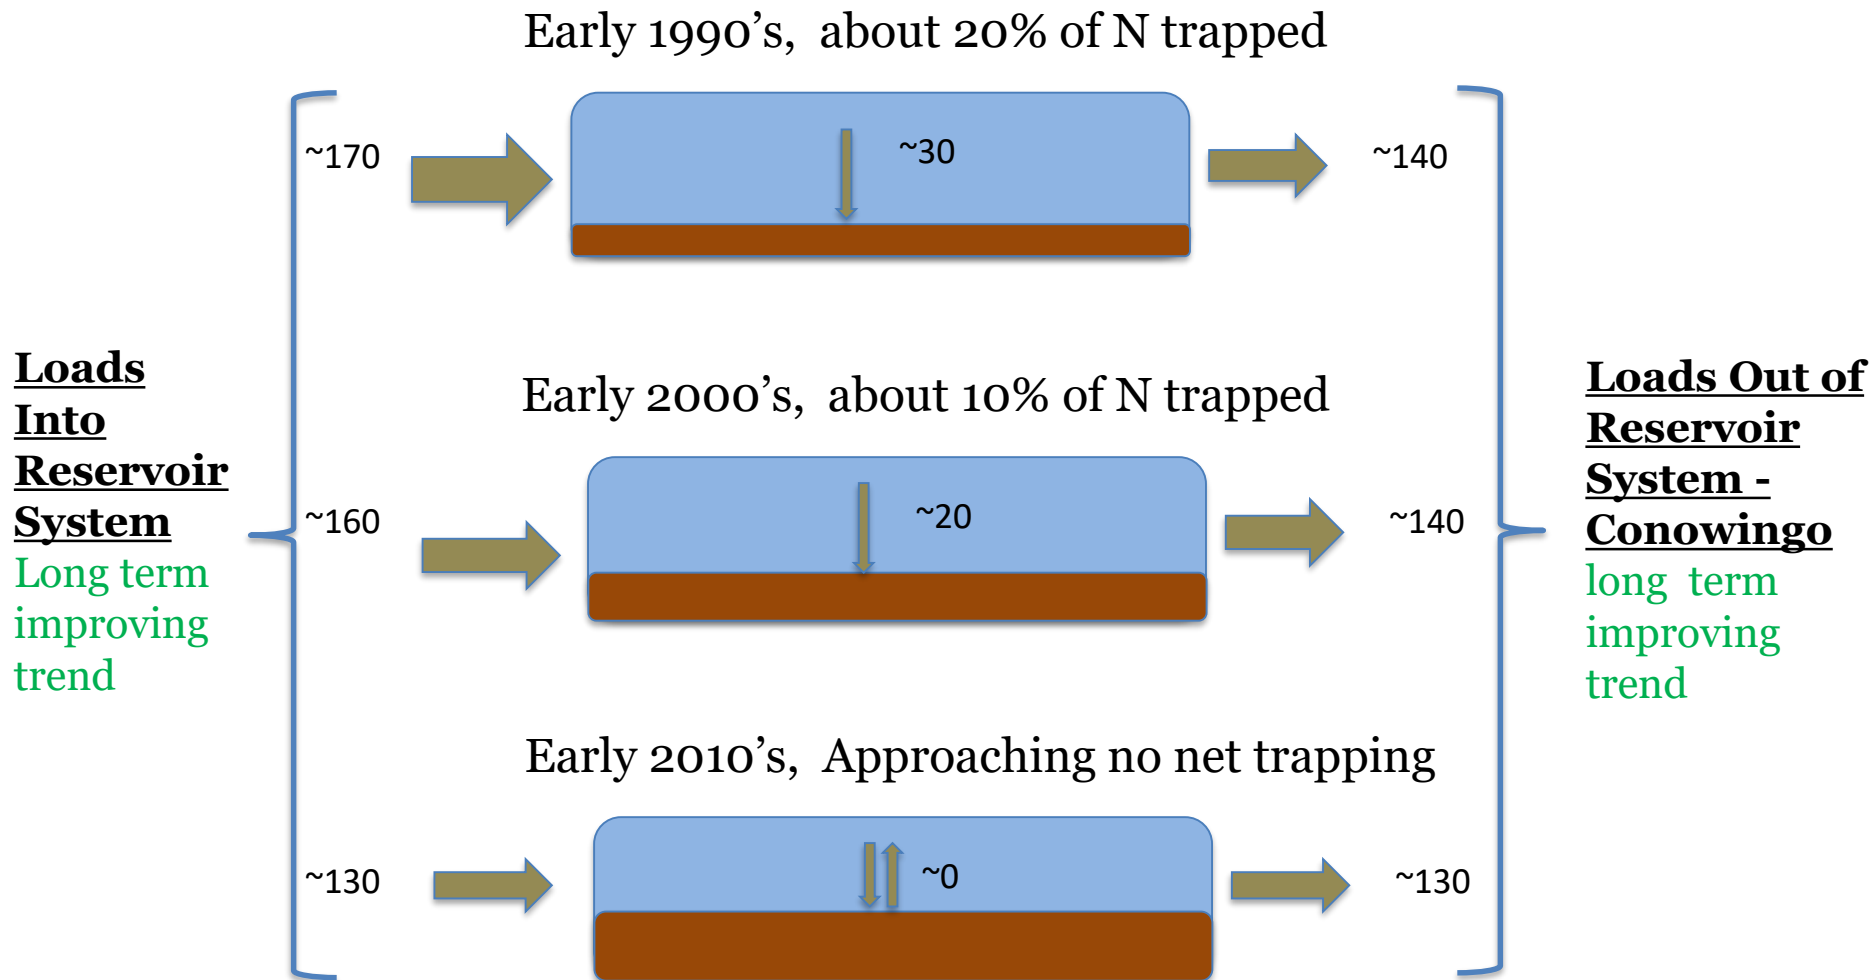 Early 1990’s, about 20% of N trapped
~170
~30
~140
Early 2000’s, about 10% of N trapped
~160
~20
~140
Early 2010’s, Approaching no net trapping
~130
~0
~130
Loads
Into
Reservoir
System
Long term
improving
trend
Loads Out of
Reservoir
System -
Conowingo
long term
improving
trend